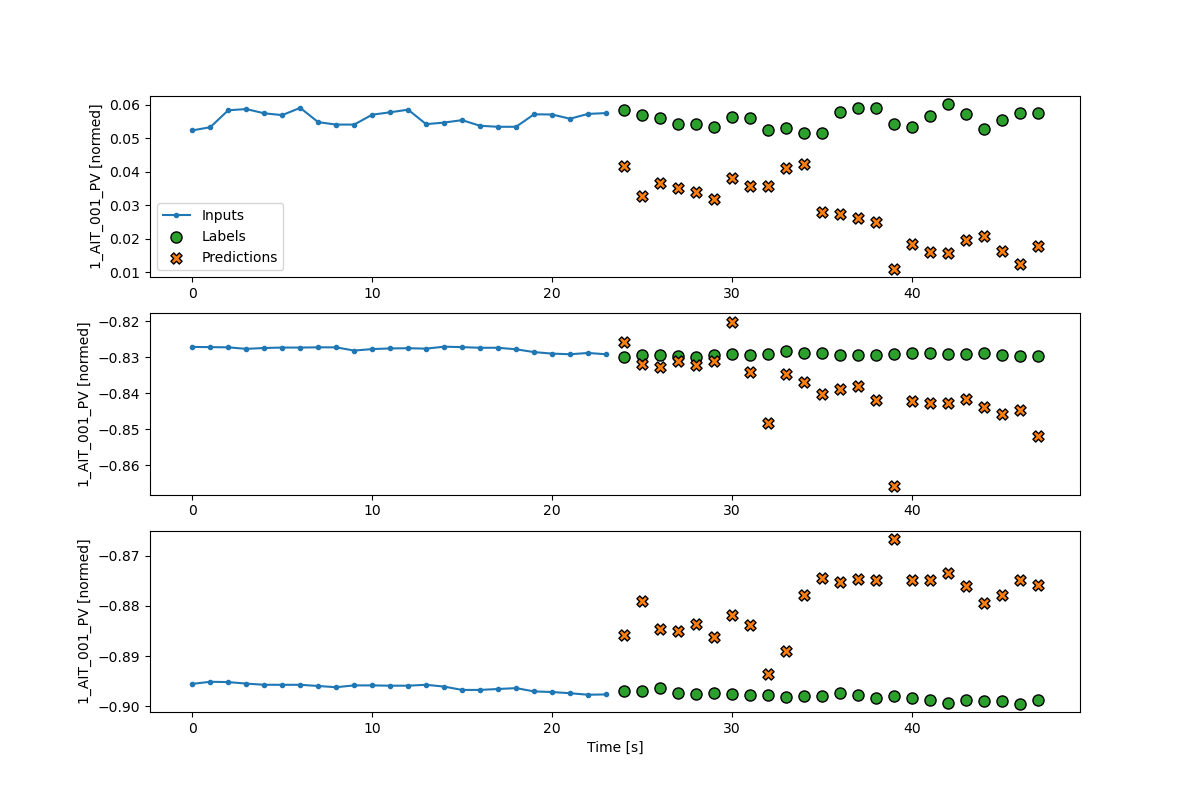 1_AIT_001_PV [normed]
0.06
0.05
0.04
0.03
0.02
0.01
Inputs
Labels
Predictions
0 10 20 30 40
1_AIT_001_PV [normed]
−0.82
−0.83
−0.84
−0.85
−0.86
0 10 20 30 40
1_AIT_001_PV [normed]
−0.87
−0.88
−0.89
−0.90
0 10 20 30 40
Time [s]